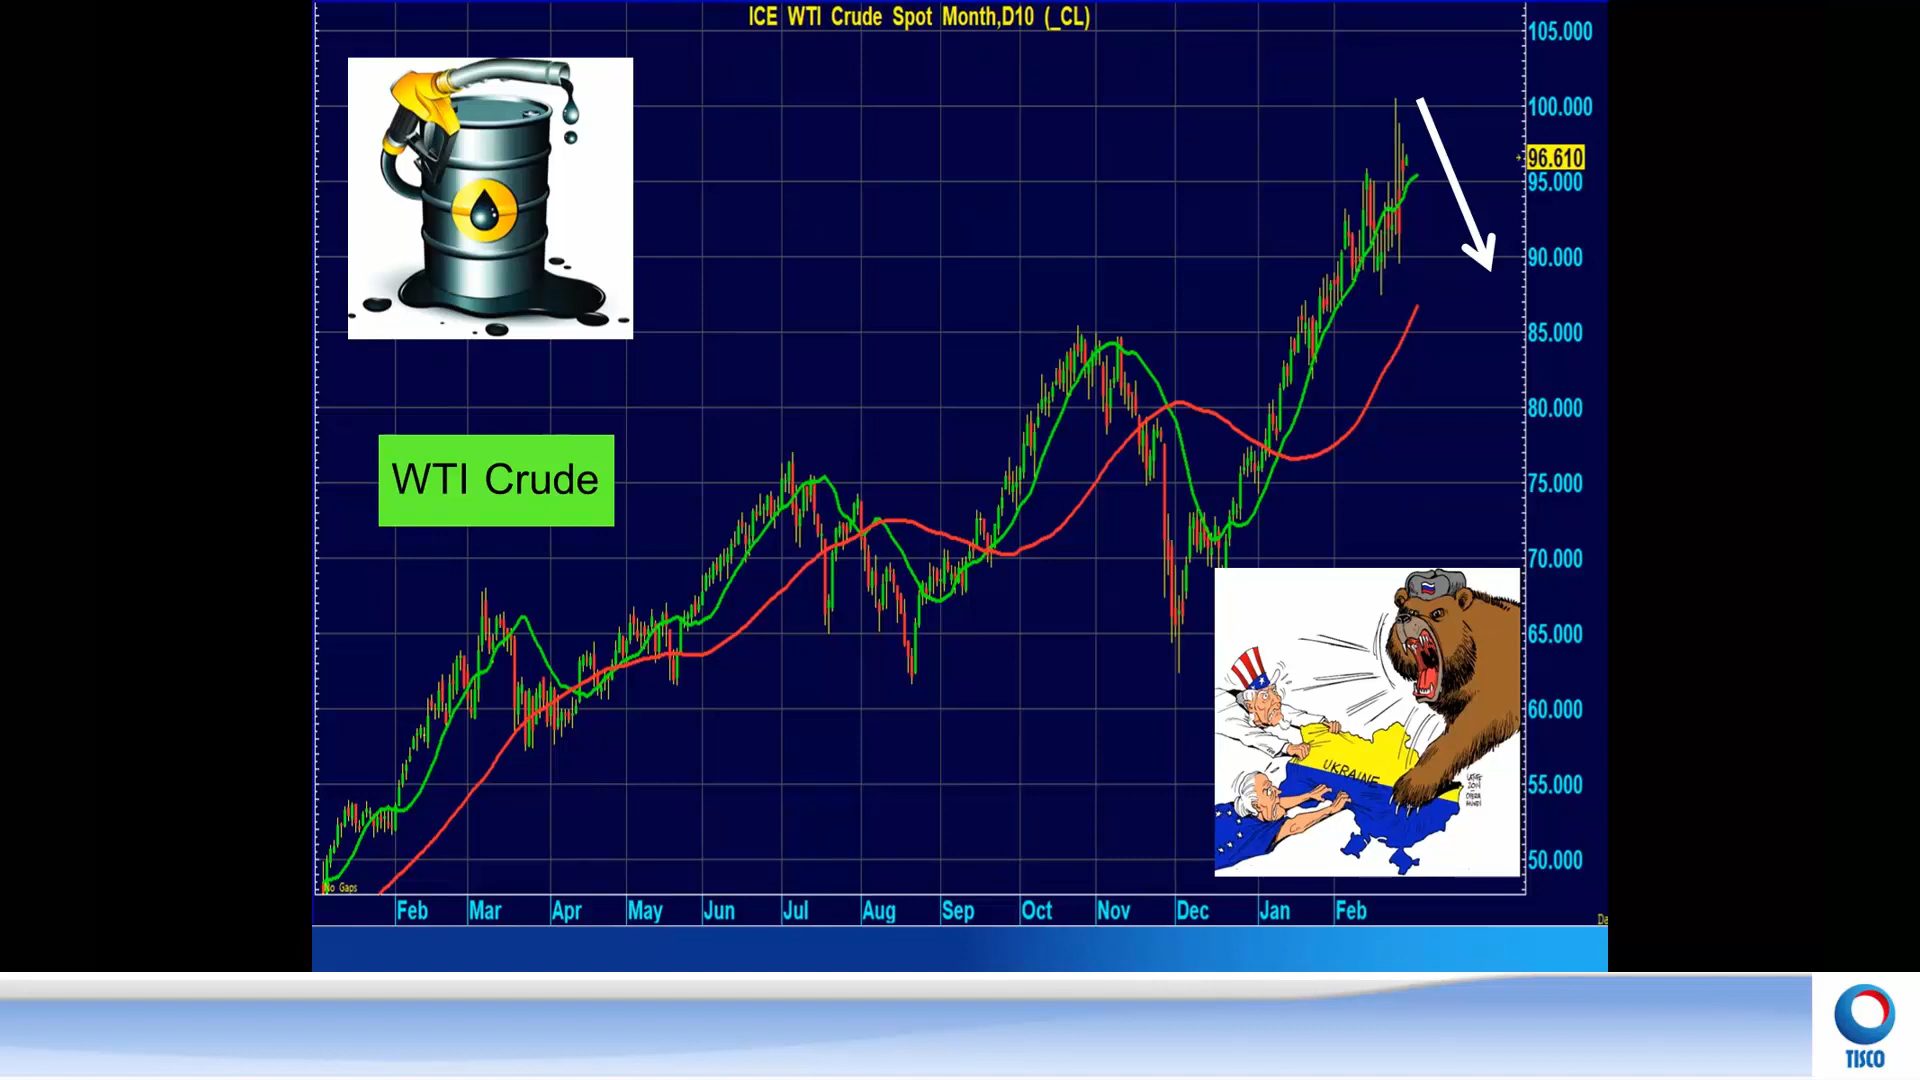 ICE WTI Crude Spot Month,D10 (_CL)
105.000
100.000
96.610
95.000
90.000
85.000
80.000
WTI Crude
75.000
70.000
65.000
60.000
UKRAINE
55.000
50.000
No Gaps
Feb Mar Apr May Jun Jul Aug Sep Oct Nov Dec Jan Feb
TISCO